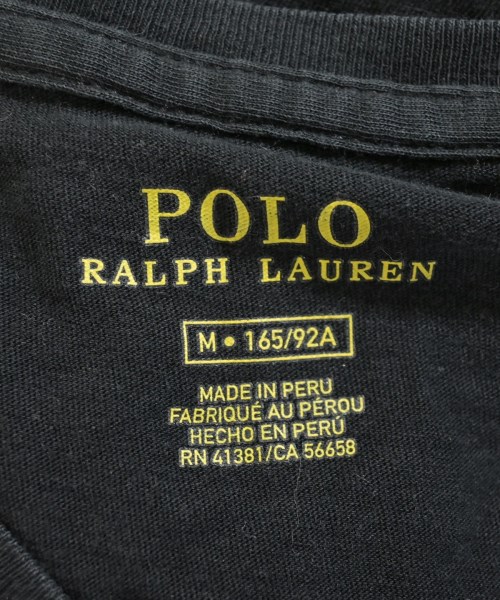 POLO
RALPH LAUREN
M • 165/92A
MADE IN PERU
FABRIQUÉ AU PÉROU
HECHO EN PERÚ
RN 41381/CA 56658